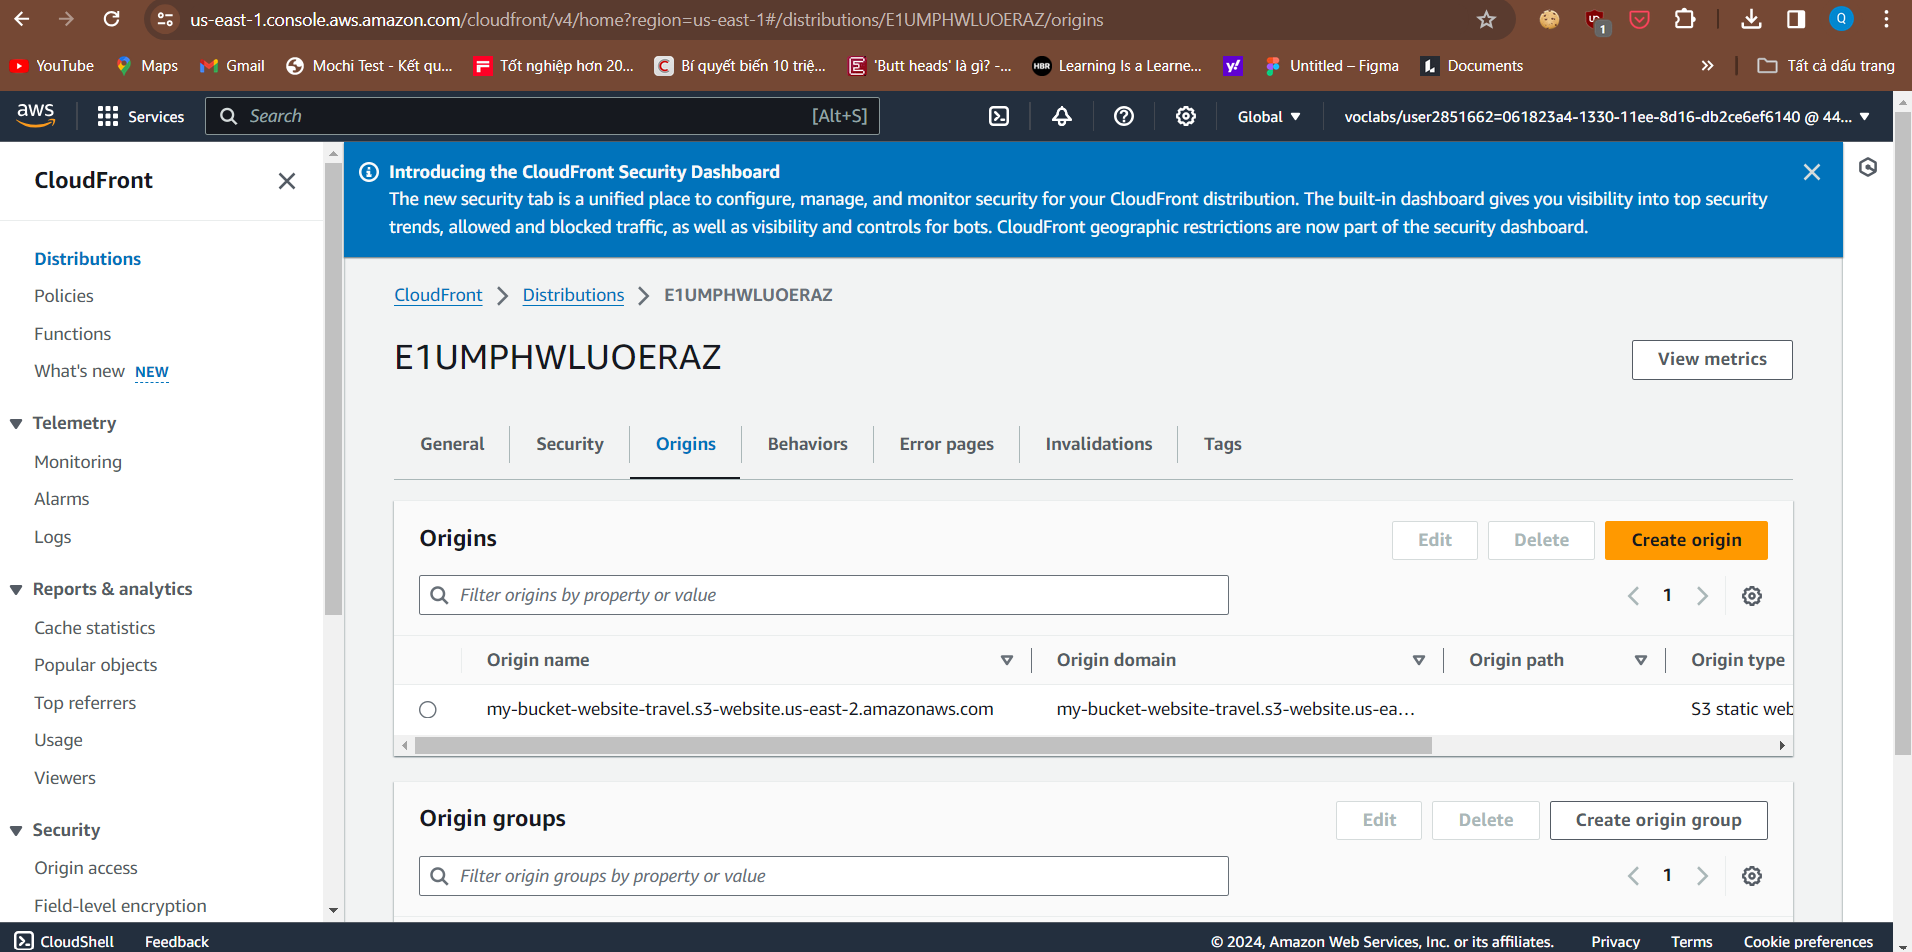 us-east-1.console.aws.amazon.com/cloudfront/v4/home?region=us-east-1#/distributions/E1UMPHWLUOERAZ/origins
1
Q
YouTube
Maps
Gmail
Mochi Test - Kết qu...
Tốt nghiệp hơn 20...
Bí quyết biến 10 triệ...
'Butt heads' là gì? -...
HBR
Learning Is a Learne...
y!
Untitled – Figma
Documents
»
Tất cả dấu trang
aws
Services
Search
[Alt+S]
Global
voclabs/user2851662=061823a4-1330-11ee-8d16-db2ce6ef6140 @ 44...
CloudFront
Distributions
Policies
Functions
What's new NEW
Telemetry
Monitoring
Alarms
Logs
Reports & analytics
Cache statistics
Popular objects
Top referrers
Usage
Viewers
Security
Origin access
Field-level encryption
Introducing the CloudFront Security Dashboard
The new security tab is a unified place to configure, manage, and monitor security for your CloudFront distribution. The built-in dashboard gives you visibility into top security
trends, allowed and blocked traffic, as well as visibility and controls for bots. CloudFront geographic restrictions are now part of the security dashboard.
CloudFront
Distributions
E1UMPHWLUOERAZ
E1UMPHWLUOERAZ
View metrics
General
Security
Origins
Behaviors
Error pages
Invalidations
Tags
Origins
Edit
Delete
Create origin
Filter origins by property or value
1
Origin name
Origin domain
Origin path
Origin type
my-bucket-website-travel.s3-website.us-east-2.amazonaws.com
my-bucket-website-travel.s3-website.us-ea...
S3 static web
Origin groups
Edit
Delete
Create origin group
Filter origin groups by property or value
1
CloudShell
Feedback
© 2024, Amazon Web Services, Inc. or its affiliates.
Privacy
Terms
Cookie preferences